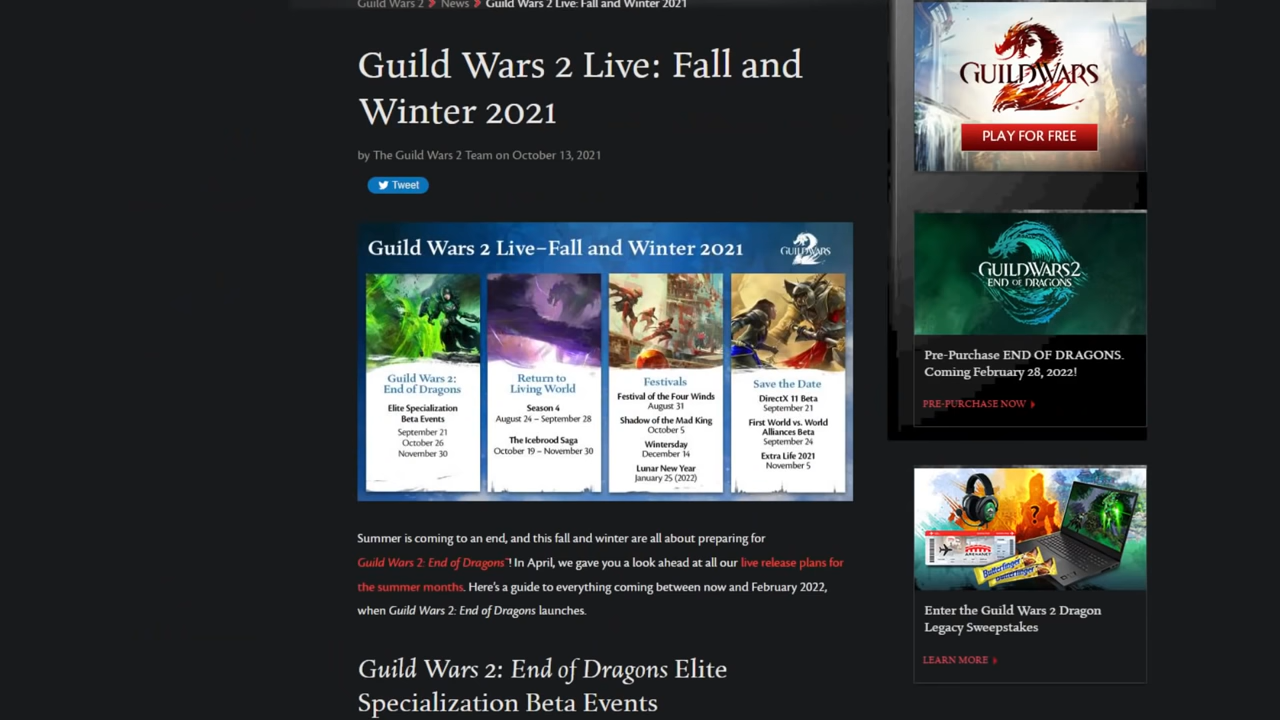 Guild Wars 2 News Guild Wars 2 Live: Fall and Winter 2021
Guild Wars 2 Live: Fall and
Winter 2021
by The Guild Wars 2 Team on October 13, 2021
Tweet
Guild Wars 2 Live–Fall and Winter 2021
GUILD WARS 2
Guild Wars 2:
End of Dragons
Elite Specialization
Beta Events
September 21
October 26
November 30
Return to
Living World
Season 4
August 24 – September 28
The Icebrood Saga
October 19 – November 30
Festivals
Festival of the Four Winds
August 31
Shadow of the Mad King
October 5
Wintersday
December 14
Lunar New Year
January 25 (2022)
Save the Date
DirectX 11 Beta
September 21
First World vs. World
Alliances Beta
September 24
Extra Life 2021
November 5
Summer is coming to an end, and this fall and winter are all about preparing for
Guild Wars 2: End of Dragons™! In April, we gave you a look ahead at all our live release plans for
the summer months. Here's a guide to everything coming between now and February 2022,
when Guild Wars 2: End of Dragons launches.
Guild Wars 2: End of Dragons Elite
Specialization Beta Events
GUILD WARS 2
PLAY FOR FREE
GUILD WARS 2
END OF DRAGONS
Pre-Purchase END OF DRAGONS.
Coming February 28, 2022!
PRE-PURCHASE NOW
?
Butterfinger
Butterfinger
Enter the Guild Wars 2 Dragon
Legacy Sweepstakes
LEARN MORE